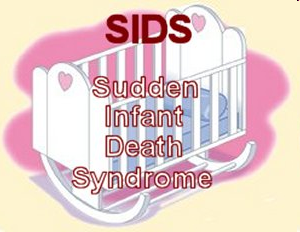 SIDS
Sudden
Infant
Death
Syndrome